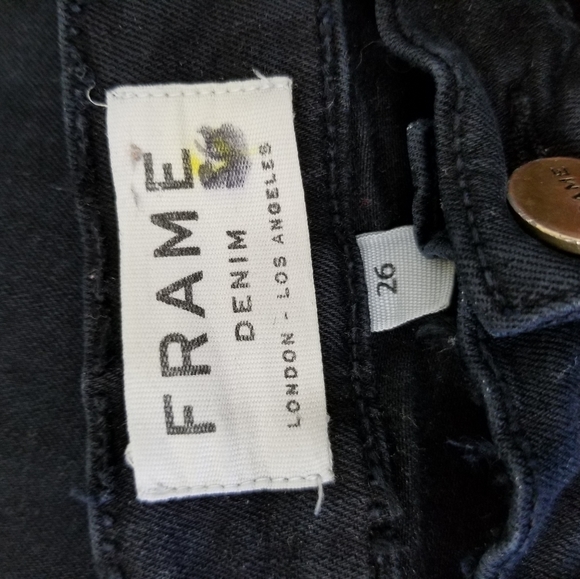 FRAME
DENIM
LONDON - LOS ANGELES
26